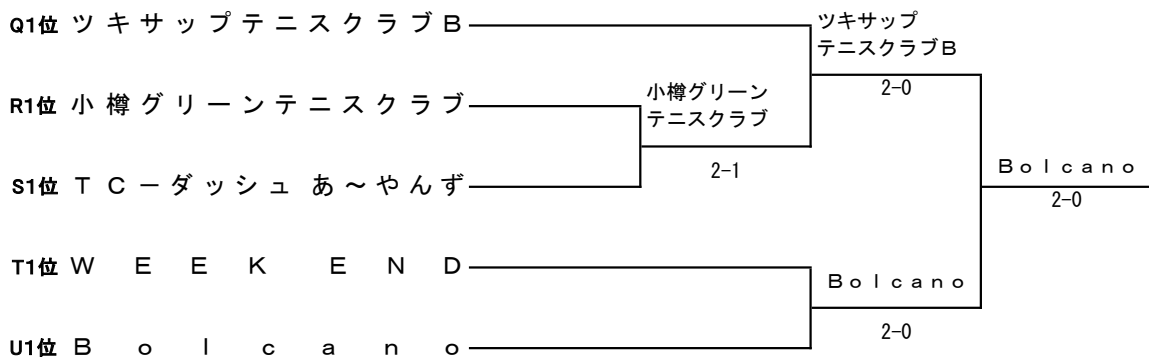 Q1位 ツキサップテニスクラブB
ツキサップ
テニスクラブB
2-0
R1位 小樽グリーンテニスクラブ
小樽グリーン
テニスクラブ
2-1
S1位 TC-ダッシュ あ~やんず
Bolcano
2-0
T1位 WEEK END
Bolcano
2-0
U1位 Bolcano